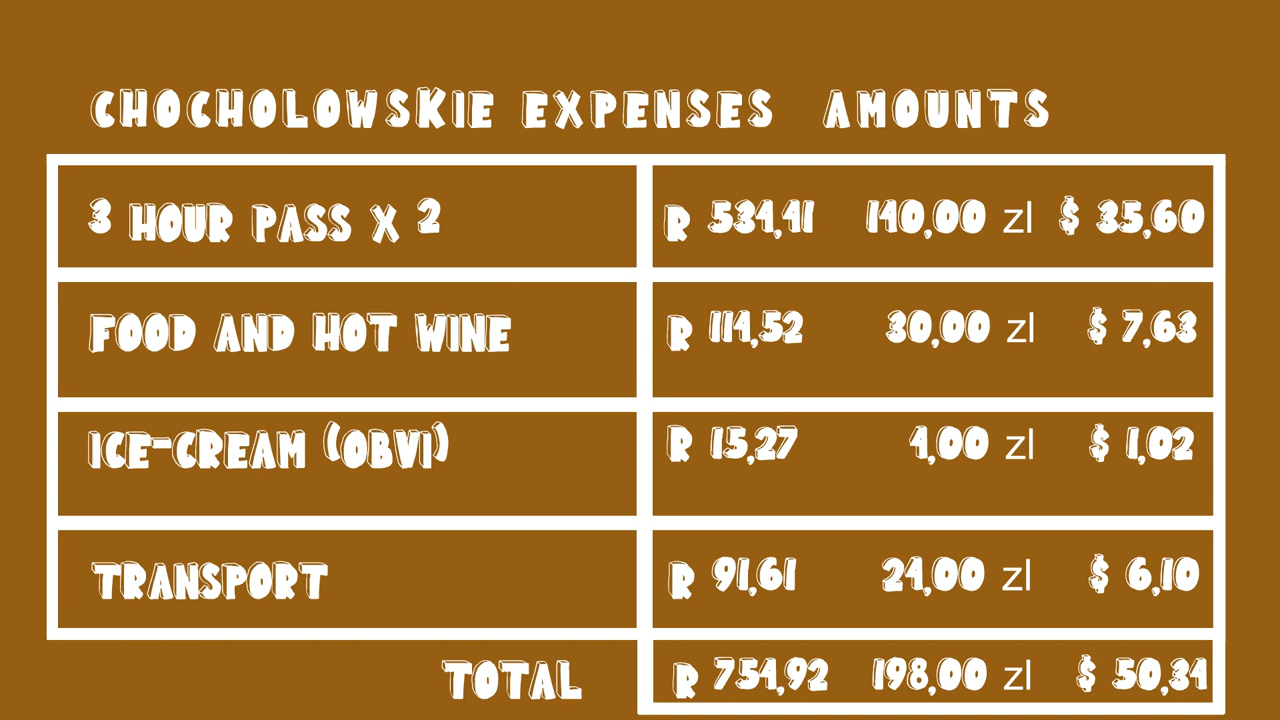 CHOCHOLOWSKIE EXPENSES AMOUNTS
3 HOUR PASS X 2 R 534,41 140,00 zl $ 35,60
FOOD AND HOT WINE R 114,52 30,00 zl $ 7,63
ICE-CREAM (OBVI) R 15,27 4,00 zl $ 1,02
TRANSPORT R 91,61 24,00 zl $ 6,10
TOTAL R 754,92 198,00 zl $ 50,34